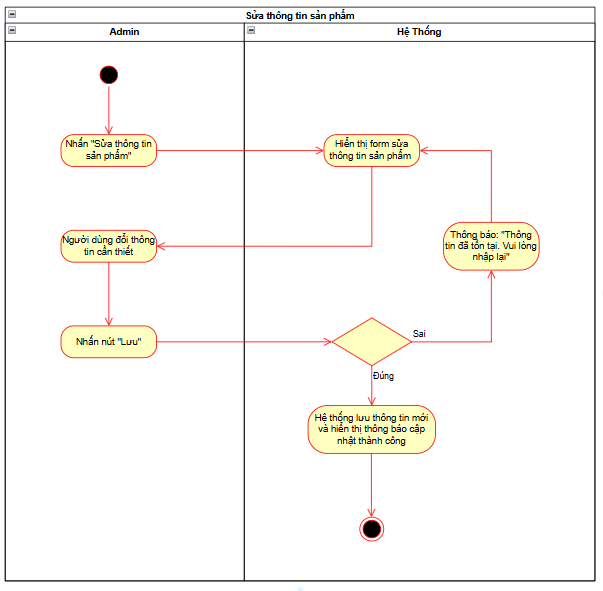 Sửa thông tin sản phẩm
Admin
Hệ Thống
Nhấn "Sửa thông tin
sản phẩm"
Hiển thị form sửa
thông tin sản phẩm
Người dùng đổi thông
tin cần thiết
Thông báo: "Thông
tin đã tồn tại. Vui lòng
nhập lại"
Nhấn nút "Lưu"
Sai
Đúng
Hệ thống lưu thông tin mới
và hiển thị thông báo cập
nhật thành công